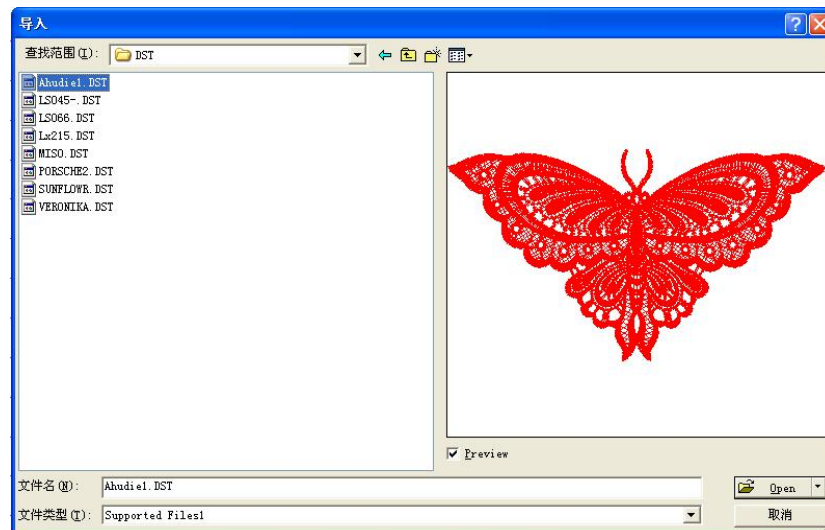 导入
查找范围(I): DST
Ahudie1.DST
LS045-.DST
LS066.DST
Lx215.DST
MISO.DST
PORSCHE2.DST
SUNFLOWR.DST
VERONIKA.DST
Preview
文件名(N): Ahudie1.DST
Open
文件类型(T): Supported Files1
取消